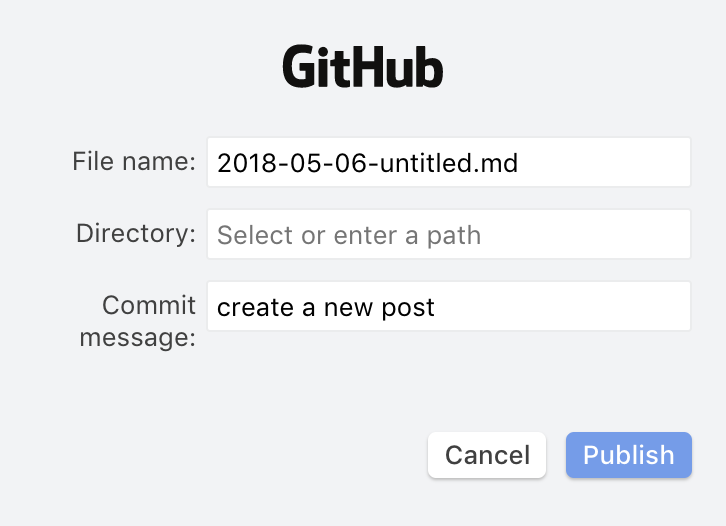 GitHub
File name: 2018-05-06-untitled.md
Directory: Select or enter a path
Commit message: create a new post
Cancel Publish